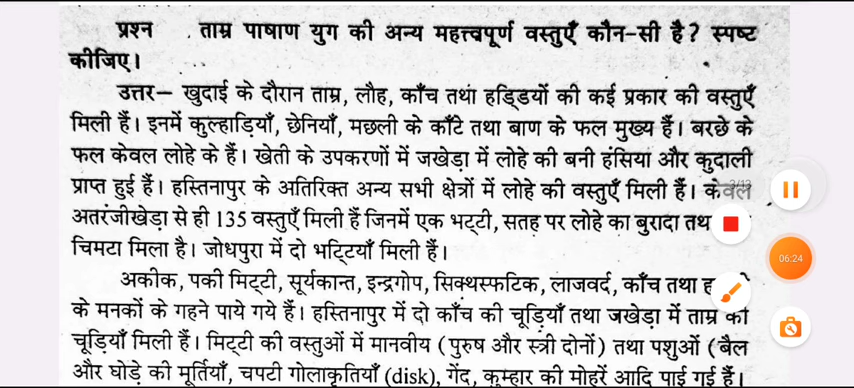 प्रश्न . ताम्र पाषाण युग की अन्य महत्त्वपूर्ण वस्तुएँ कौन-सी है? स्पष्ट
कीजिए।
उत्तर— खुदाई के दौरान ताम्र, लौह, काँच तथा हड्डियों की कई प्रकार की वस्तुएँ
मिली हैं। इनमें कुल्हाड़ियाँ, छेनियाँ, मछली के काँटे तथा बाण के फल मुख्य हैं। बरछे के
फल केवल लोहे के हैं। खेती के उपकरणों में जखेड़ा में लोहे की बनी हंसिया और कुदाली
प्राप्त हुई हैं। हस्तिनापुर के अतिरिक्त अन्य सभी क्षेत्रों में लोहे की वस्तुएँ मिली हैं। केवल
अतरंजीखेड़ा से ही 135 वस्तुएँ मिली हैं जिनमें एक भट्टी, सतह पर लोहे का बुरादा
चिमटा मिला है। जोधपुरा में दो भट्टियाँ मिली हैं।
अकीक, पकी मिट्टी, सूर्यकान्त, इन्द्रगोप, सिक्थस्फटिक, लाजवर्द, काँच तथा
के मनकों के गहने पाये गये हैं। हस्तिनापुर में दो काँच की चूड़ियाँ तथा जखेड़ा में ताम्र की
चूड़ियाँ मिली हैं। मिट्टी की वस्तुओं में मानवीय (पुरुष और स्त्री दोनों) तथा पशुओं (बैल
और घोड़े की मूर्तियाँ, चपटी गोलाकृतियाँ (disk), गेंद, कुम्हार की मोहरें आदि पाई गई हैं।
06:24